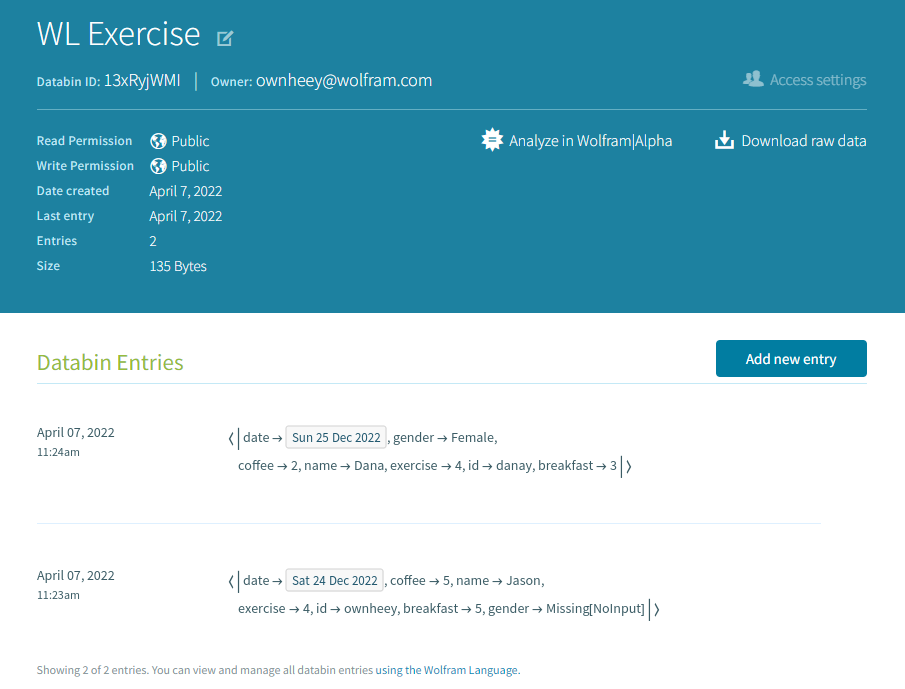 WL Exercise
Databin ID: 13xRyjWMI | Owner: ownheey@wolfram.com
Access settings
Read Permission Public
Write Permission Public
Date created April 7, 2022
Last entry April 7, 2022
Entries 2
Size 135 Bytes
Analyze in Wolfram|Alpha
Download raw data
Databin Entries
Add new entry
April 07, 2022
11:24am
⟨| date → Sun 25 Dec 2022 , gender → Female,
coffee → 2, name → Dana, exercise → 4, id → danay, breakfast → 3 |⟩
April 07, 2022
11:23am
⟨| date → Sat 24 Dec 2022 , coffee → 5, name → Jason,
exercise → 4, id → ownheey, breakfast → 5, gender → Missing[NoInput] |⟩
Showing 2 of 2 entries. You can view and manage all databin entries using the Wolfram Language.